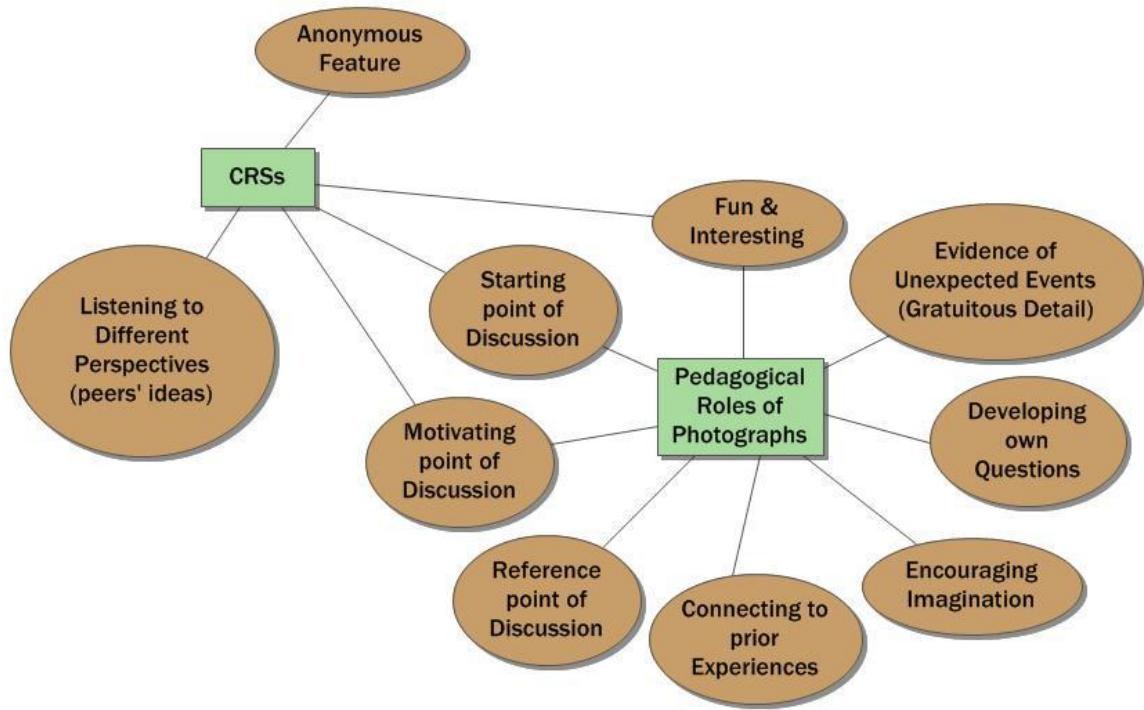 Anonymous
Feature
CRSs
Fun &
Interesting
Evidence of
Unexpected Events
(Gratuitous Detail)
Listening to
Different
Perspectives
(peers' ideas)
Starting
point of
Discussion
Pedagogical
Roles of
Photographs
Developing
own
Questions
Motivating
point of
Discussion
Reference
point of
Discussion
Connecting to
prior
Experiences
Encouraging
Imagination